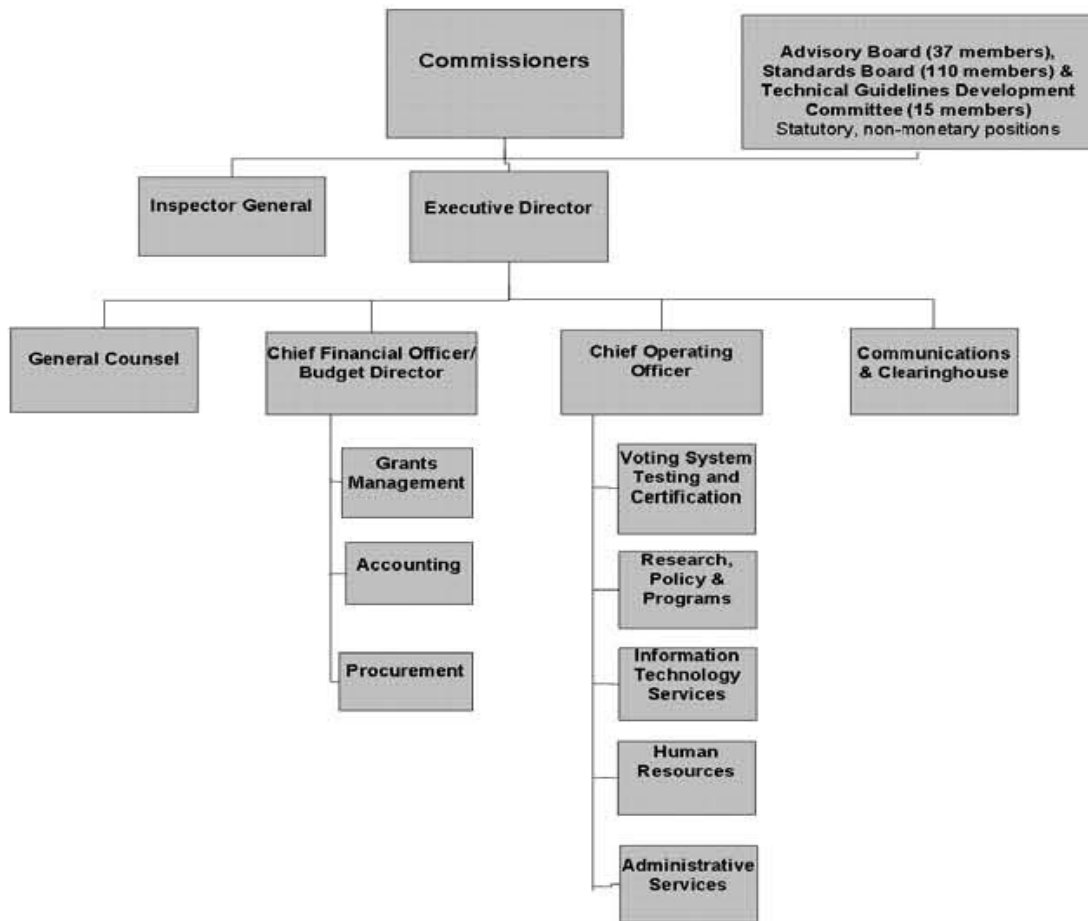 Commissioners
Advisory Board (37 members),
Standards Board (110 members) &
Technical Guidelines Development
Committee (15 members)
Statutory, non-monetary positions
Inspector General
Executive Director
General Counsel
Chief Financial Officer/
Budget Director
Chief Operating
Officer
Communications
& Clearinghouse
Grants
Management
Accounting
Procurement
Voting System
Testing and
Certification
Research,
Policy &
Programs
Information
Technology
Services
Human
Resources
Administrative
Services